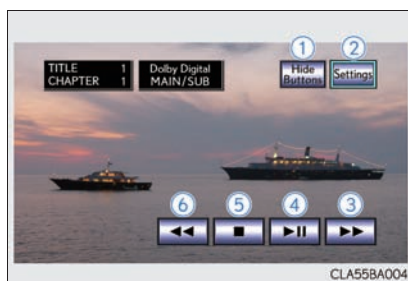 1 2
TITLE 1
CHAPTER 1
Dolby Digital
MAIN/SUB
Hide
Buttons
Settings
6 5 4 3
CLA55BA004